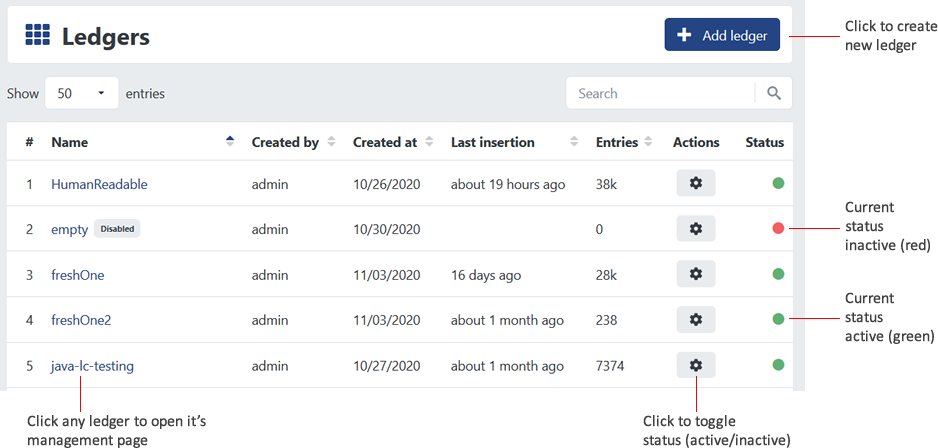 Ledgers
Add ledger
Click to create
new ledger
Show 50 entries
Search
# Name Created by Created at Last insertion Entries Actions Status
1 HumanReadable admin 10/26/2020 about 19 hours ago 38k
2 empty Disabled admin 10/30/2020 0
Current
status
inactive (red)
3 freshOne admin 11/03/2020 16 days ago 28k
4 freshOne2 admin 11/03/2020 about 1 month ago 238
Current
status
active (green)
5 java-lc-testing admin 10/27/2020 about 1 month ago 7374
Click any ledger to open it’s
management page
Click to toggle
status (active/inactive)